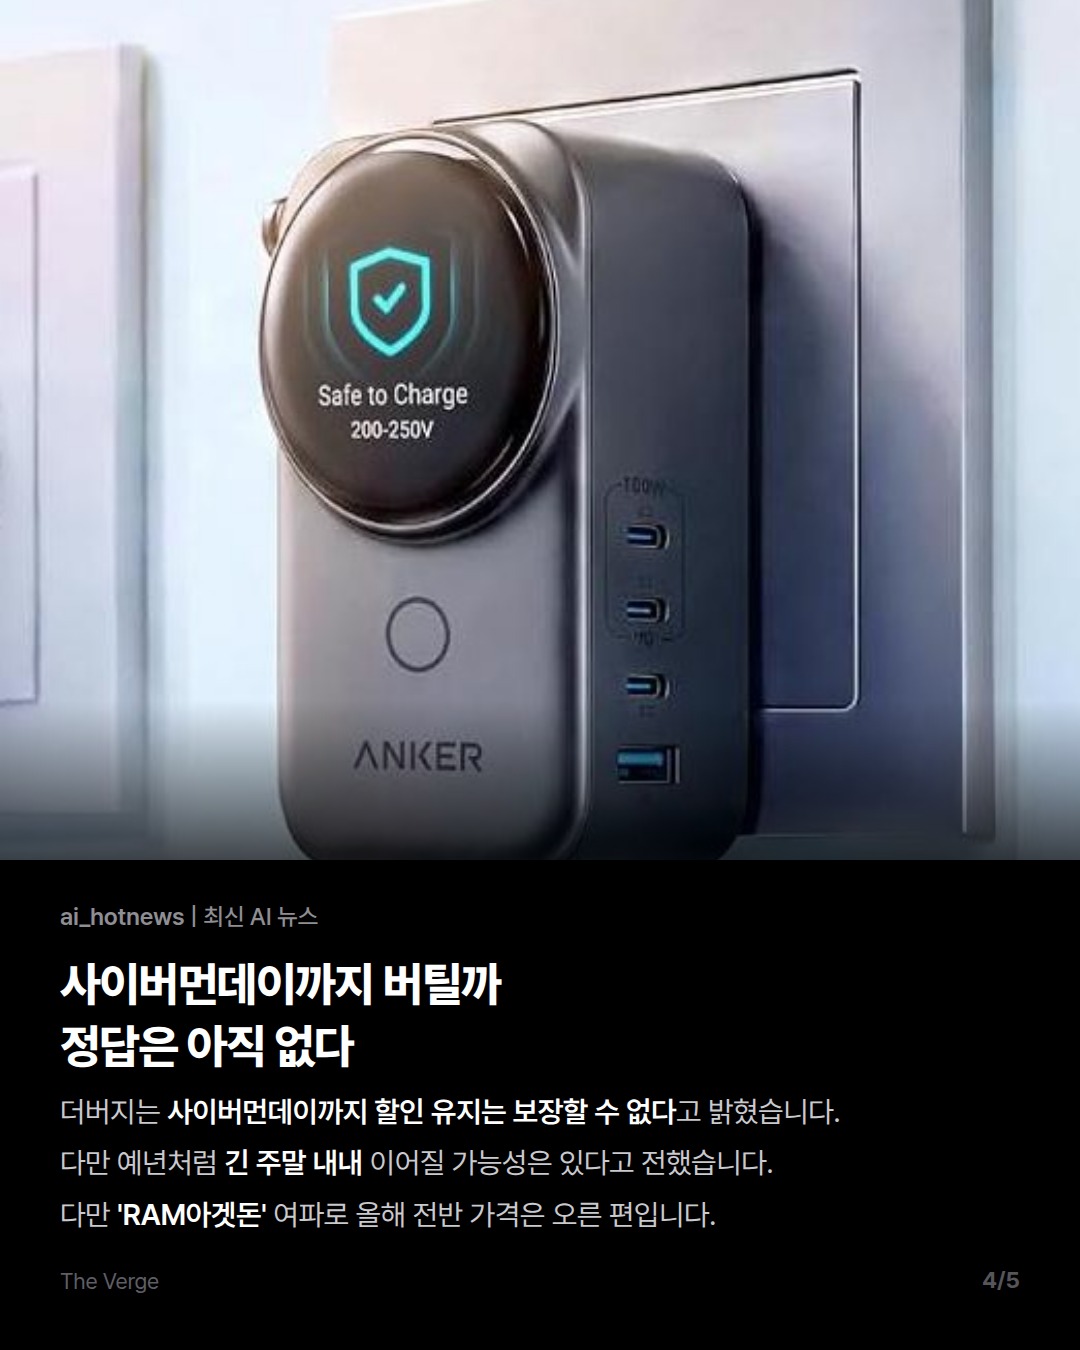 Safe to Charge
200-250V
100W
ANKER
ai_hotnews | 최신 AI 뉴스
사이버먼데이까지 버틸까
정답은 아직 없다
더버지는 사이버먼데이까지 할인 유지는 보장할 수 없다고 밝혔습니다.
다만 예년처럼 긴 주말 내내 이어질 가능성은 있다고 전했습니다.
다만 'RAM아겟돈' 여파로 올해 전반 가격은 오른 편입니다.
The Verge
4/5